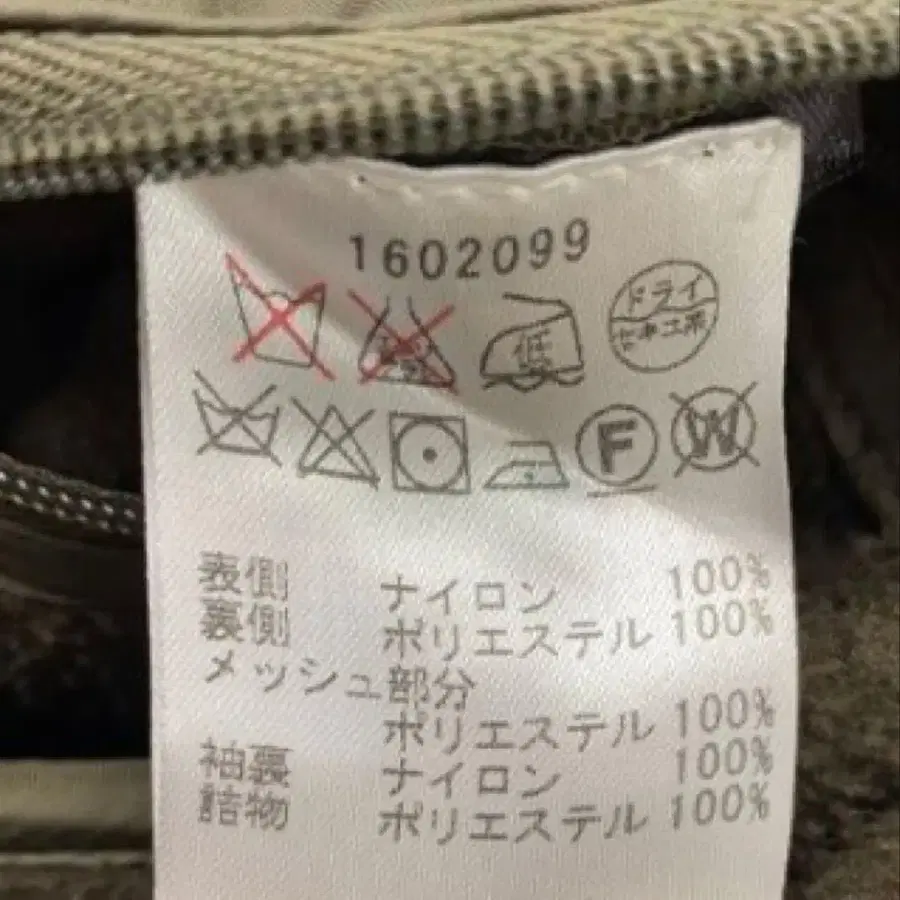 1602099
低 ドライ
セキユ系
F W
表側 ナイロン 100%
裏側 ポリエステル 100%
メッシュ部分
ポリエステル 100%
袖裏 ナイロン 100%
詰物 ポリエステル 100%